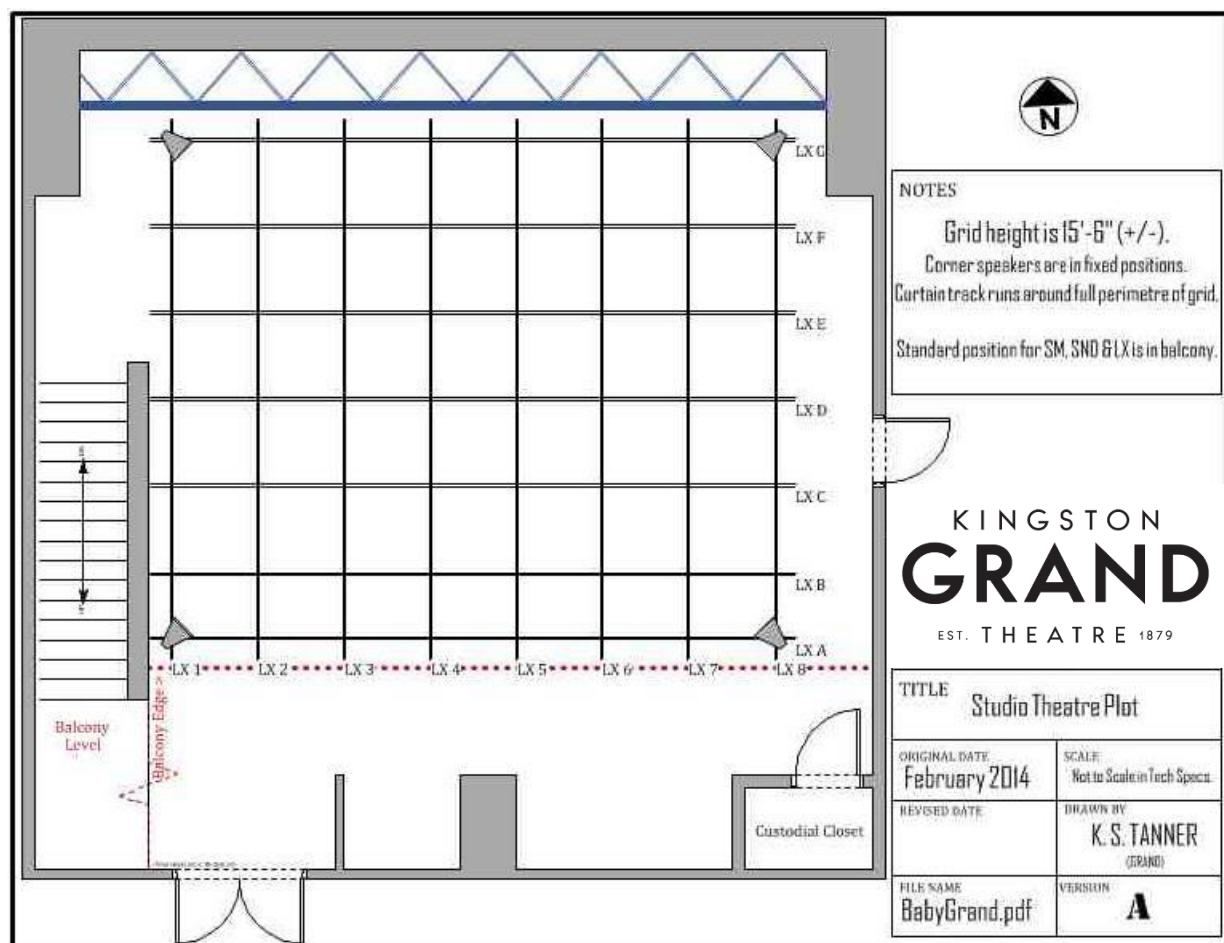 LX G
LX F
LX E
LX D
LX C
LX B
LX A
LX 1
LX 2
LX 3
LX 4
LX 5
LX 6
LX 7
LX 8
Balcony Edge >
Balcony
Level
Custodial Closet
N
NOTES
Grid height is 15'-6" (+/-).
Corner speakers are in fixed positions.
Curtain track runs around full perimetre of grid.
Standard position for SM, SND & LX is in balcony.
KINGSTON
GRAND
EST. THEATRE 1879
TITLE
Studio Theatre Plot
ORIGINAL DATE
February 2014
SCALE
Not to Scale in Tech Specs.
REVISED DATE
DRAWN BY
K. S. TANNER
(GRAND)
FILE NAME
BabyGrand.pdf
VERSION
A